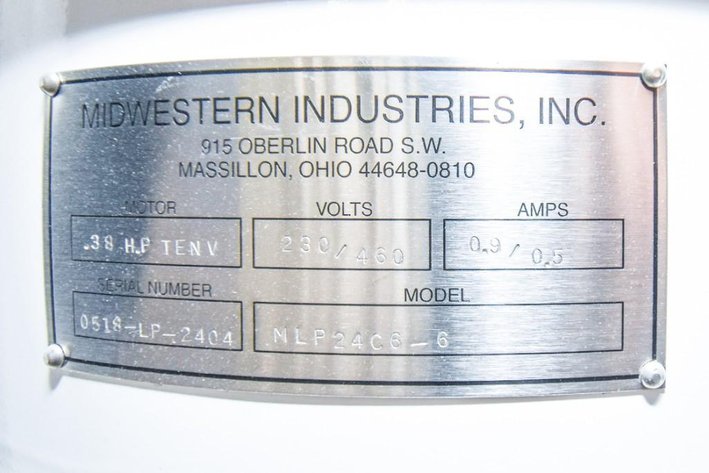 MIDWESTERN INDUSTRIES, INC.
915 OBERLIN ROAD S.W.
MASSILLON, OHIO 44648-0810
MOTOR VOLTS AMPS
.38 H.P TENV 230/460 0.9/0.5
SERIAL NUMBER MODEL
0518-LP-2404 MLP24C6-6